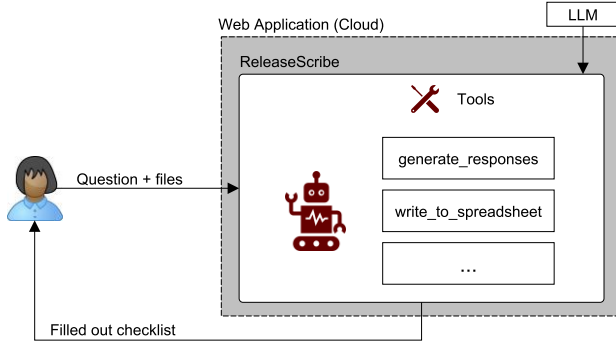 LLM
Web Application (Cloud)
ReleaseScribe
Tools
generate_responses
Question + files
write_to_spreadsheet
...
Filled out checklist